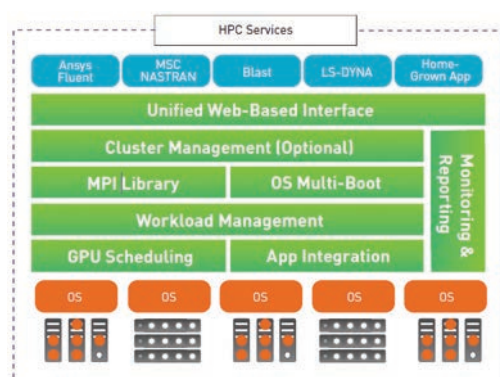 HPC Services
Ansys
Fluent
MSC
NASTRAN
Blast
LS-DYNA
Home-
Grown App
Unified Web-Based Interface
Cluster Management (Optional)
MPI Library
OS Multi-Boot
Monitoring &
Reporting
Workload Management
GPU Scheduling
App Integration
OS
OS
OS
OS
OS